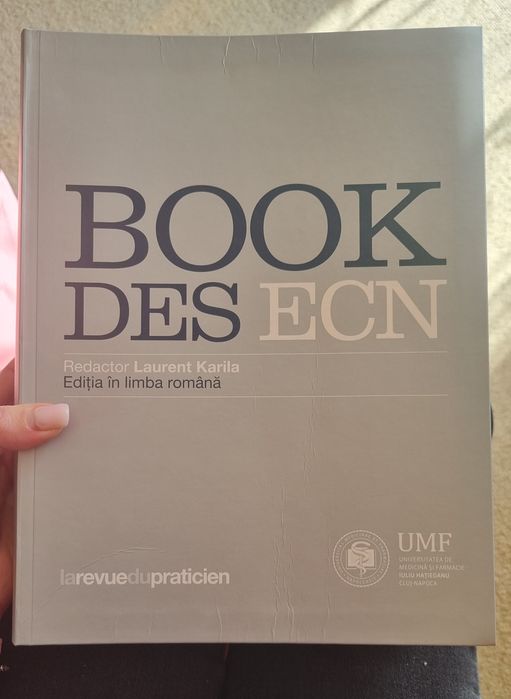 BOOK
DES ECN
Redactor Laurent Karila
Ediția în limba română
larevuedupraticien
UMF
UNIVERSITATEA DE
MEDICINĂ ȘI FARMACIE
IULIU HAȚIEGANU
CLUJ-NAPOCA